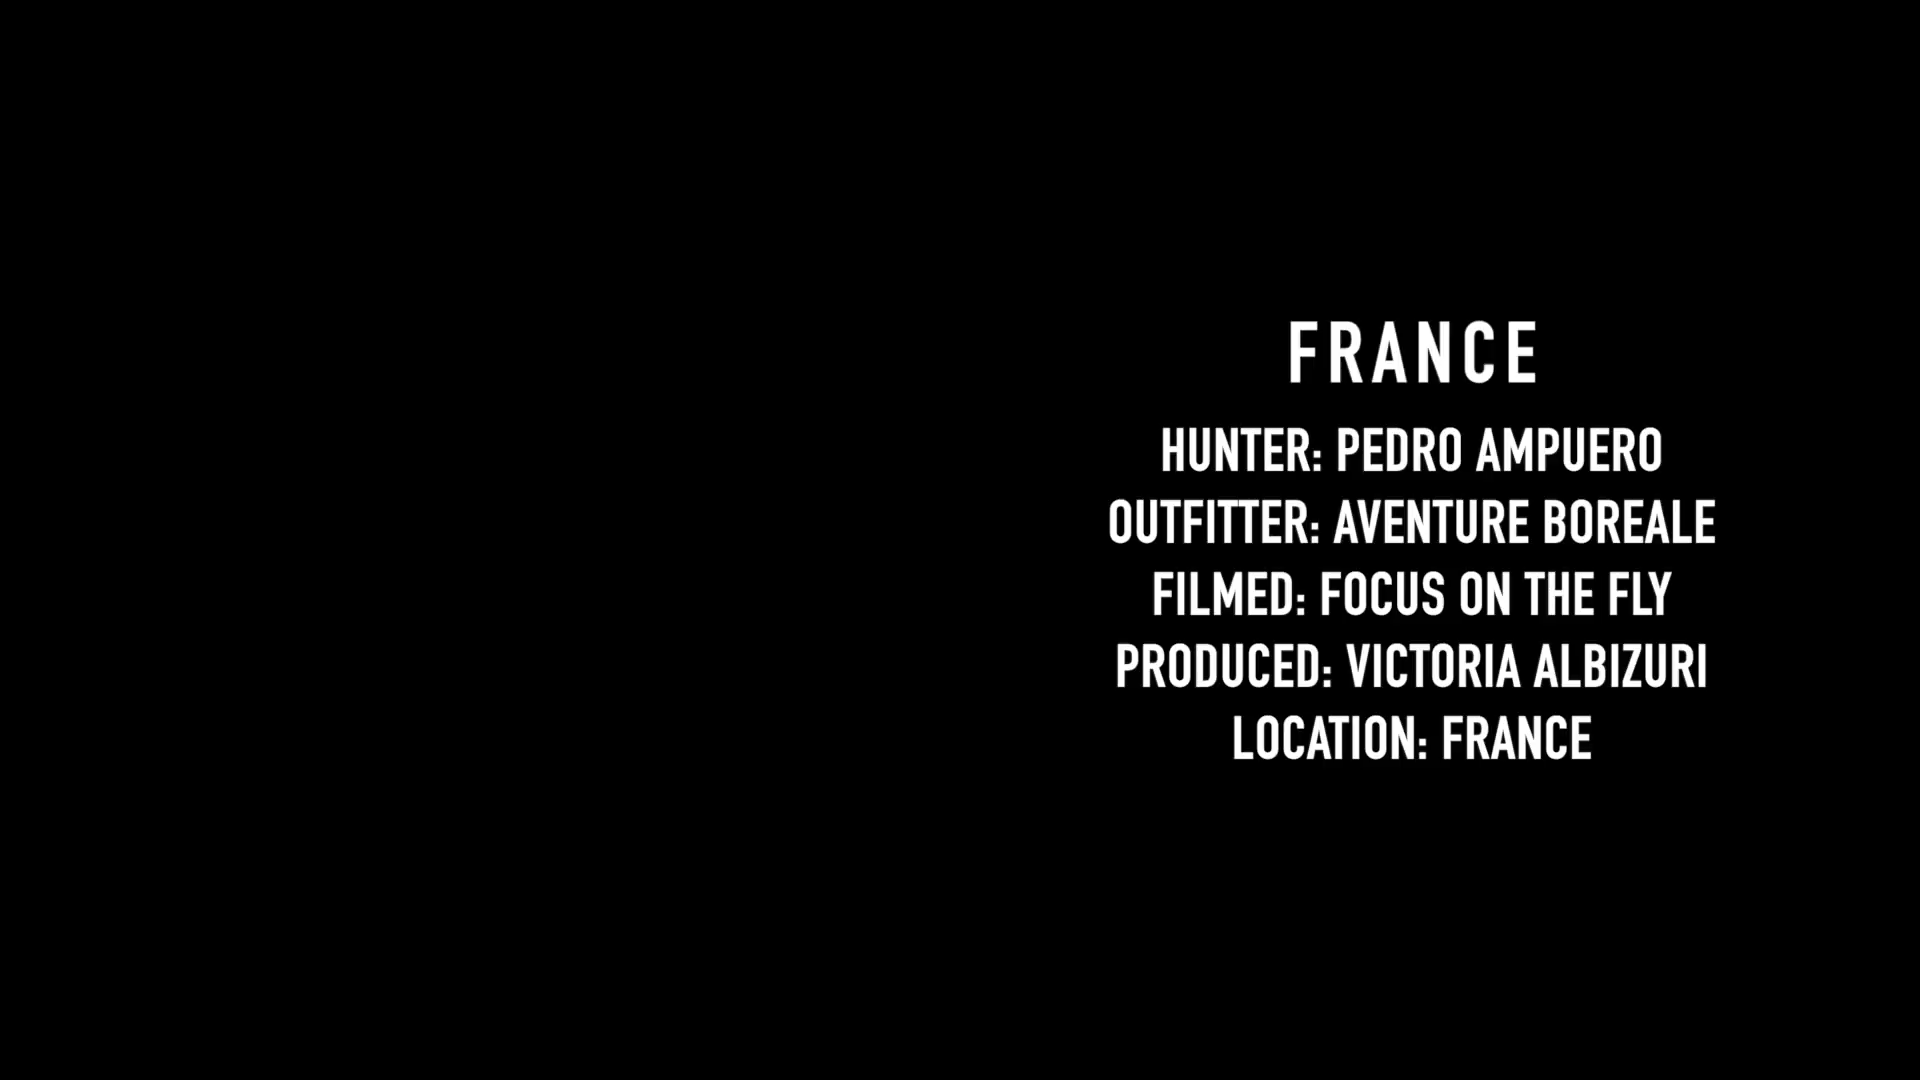 FRANCE
HUNTER: PEDRO AMPUERO
OUTFITTER: AVENTURE BOREALE
FILMED: FOCUS ON THE FLY
PRODUCED: VICTORIA ALBIZURI
LOCATION: FRANCE